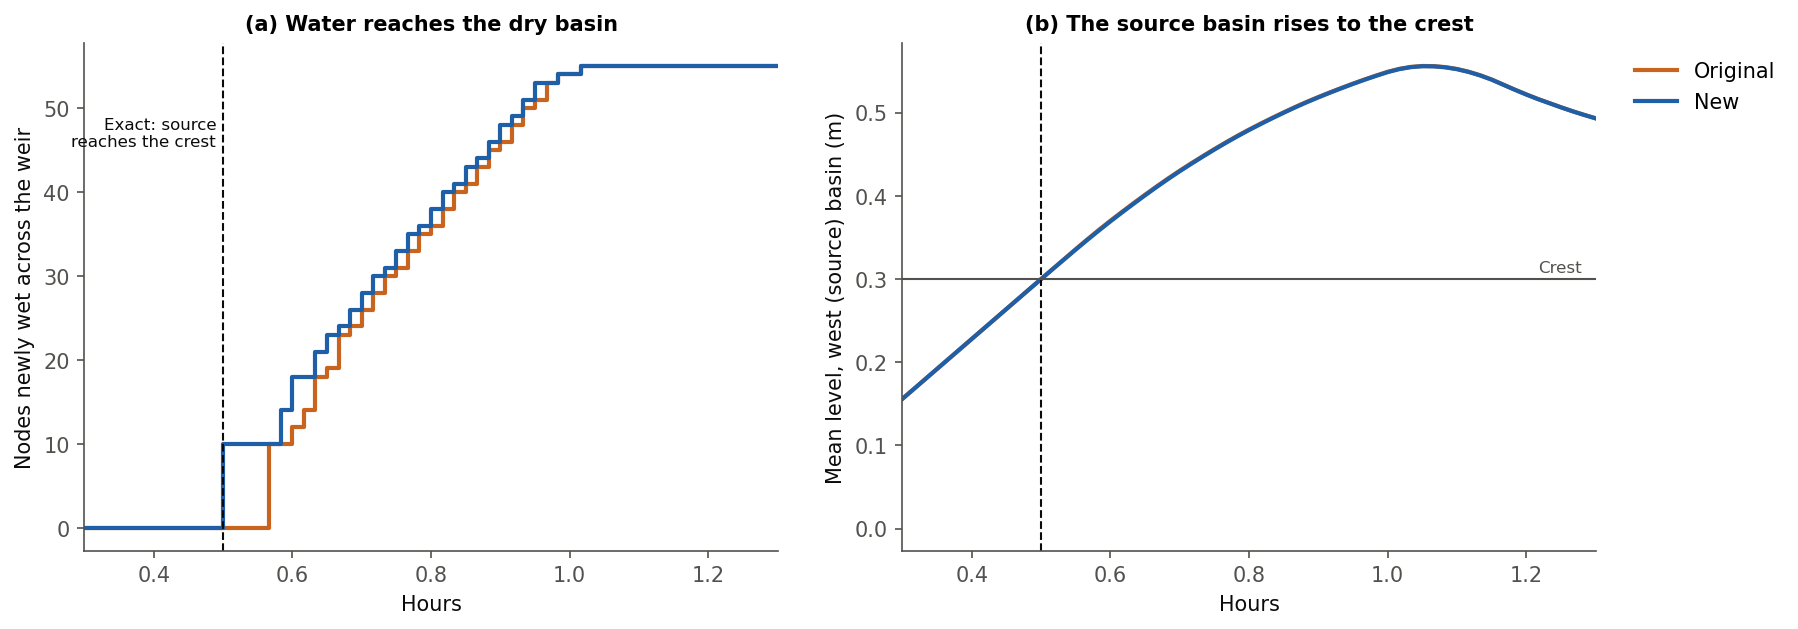 (a) Water reaches the dry basin
Nodes newly wet across the weir
50
40
30
20
10
0
Exact: source
reaches the crest
0.4
0.6
0.8
1.0
1.2
Hours
(b) The source basin rises to the crest
Mean level, west (source) basin (m)
0.5
0.4
0.3
0.2
0.1
0.0
Crest
0.4
0.6
0.8
1.0
1.2
Hours
Original
New